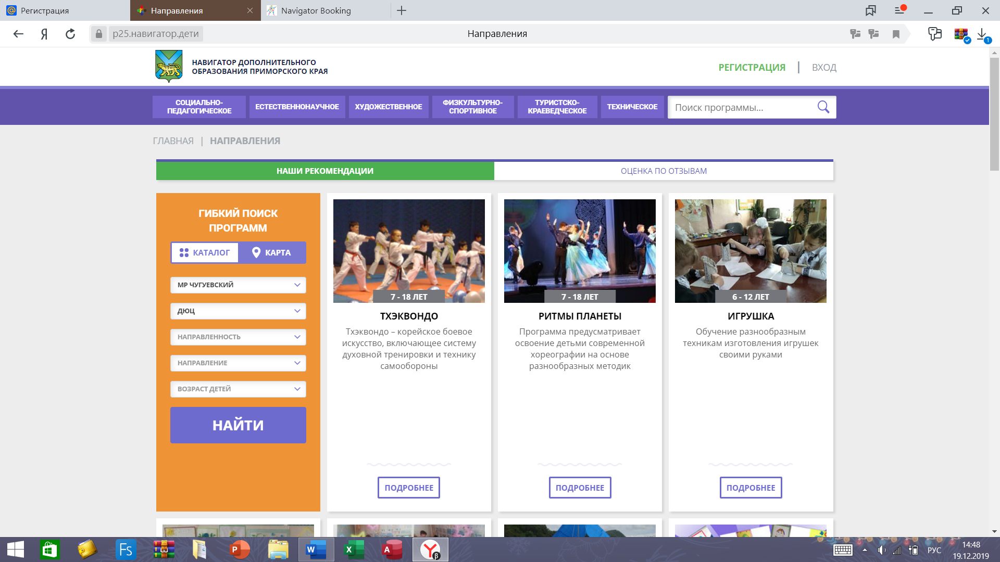 Регистрация
Направления
Navigator Booking
Я
р25.навигатор.дети
Направления
1
НАВИГАТОР ДОПОЛНИТЕЛЬНОГО
ОБРАЗОВАНИЯ ПРИМОРСКОГО КРАЯ
РЕГИСТРАЦИЯ | ВХОД
СОЦИАЛЬНО-
ПЕДАГОГИЧЕСКОЕ
ЕСТЕСТВЕННОНАУЧНОЕ
ХУДОЖЕСТВЕННОЕ
ФИЗКУЛЬТУРНО-
СПОРТИВНОЕ
ТУРИСТСКО-
КРАЕВЕДЧЕСКОЕ
ТЕХНИЧЕСКОЕ
Поиск программы...
ГЛАВНАЯ | НАПРАВЛЕНИЯ
НАШИ РЕКОМЕНДАЦИИ
ОЦЕНКА ПО ОТЗЫВАМ
ГИБКИЙ ПОИСК
ПРОГРАММ
КАТАЛОГ
КАРТА
МР ЧУГУЕВСКИЙ
ДЮЦ
НАПРАВЛЕННОСТЬ
НАПРАВЛЕНИЕ
ВОЗРАСТ ДЕТЕЙ
НАЙТИ
7 - 18 ЛЕТ
ТХЭКВОНДО
Тхэквондо – корейское боевое
искусство, включающее систему
духовной тренировки и технику
самообороны
ПОДРОБНЕЕ
7 - 18 ЛЕТ
РИТМЫ ПЛАНЕТЫ
Программа предусматривает
освоение детьми современной
хореографии на основе
разнообразных методик
ПОДРОБНЕЕ
6 - 12 ЛЕТ
ИГРУШКА
Обучение разнообразным
техникам изготовления игрушек
своими руками
ПОДРОБНЕЕ
Fs
P
W
X
A
Y
β
РУС
14:48
19.12.2019